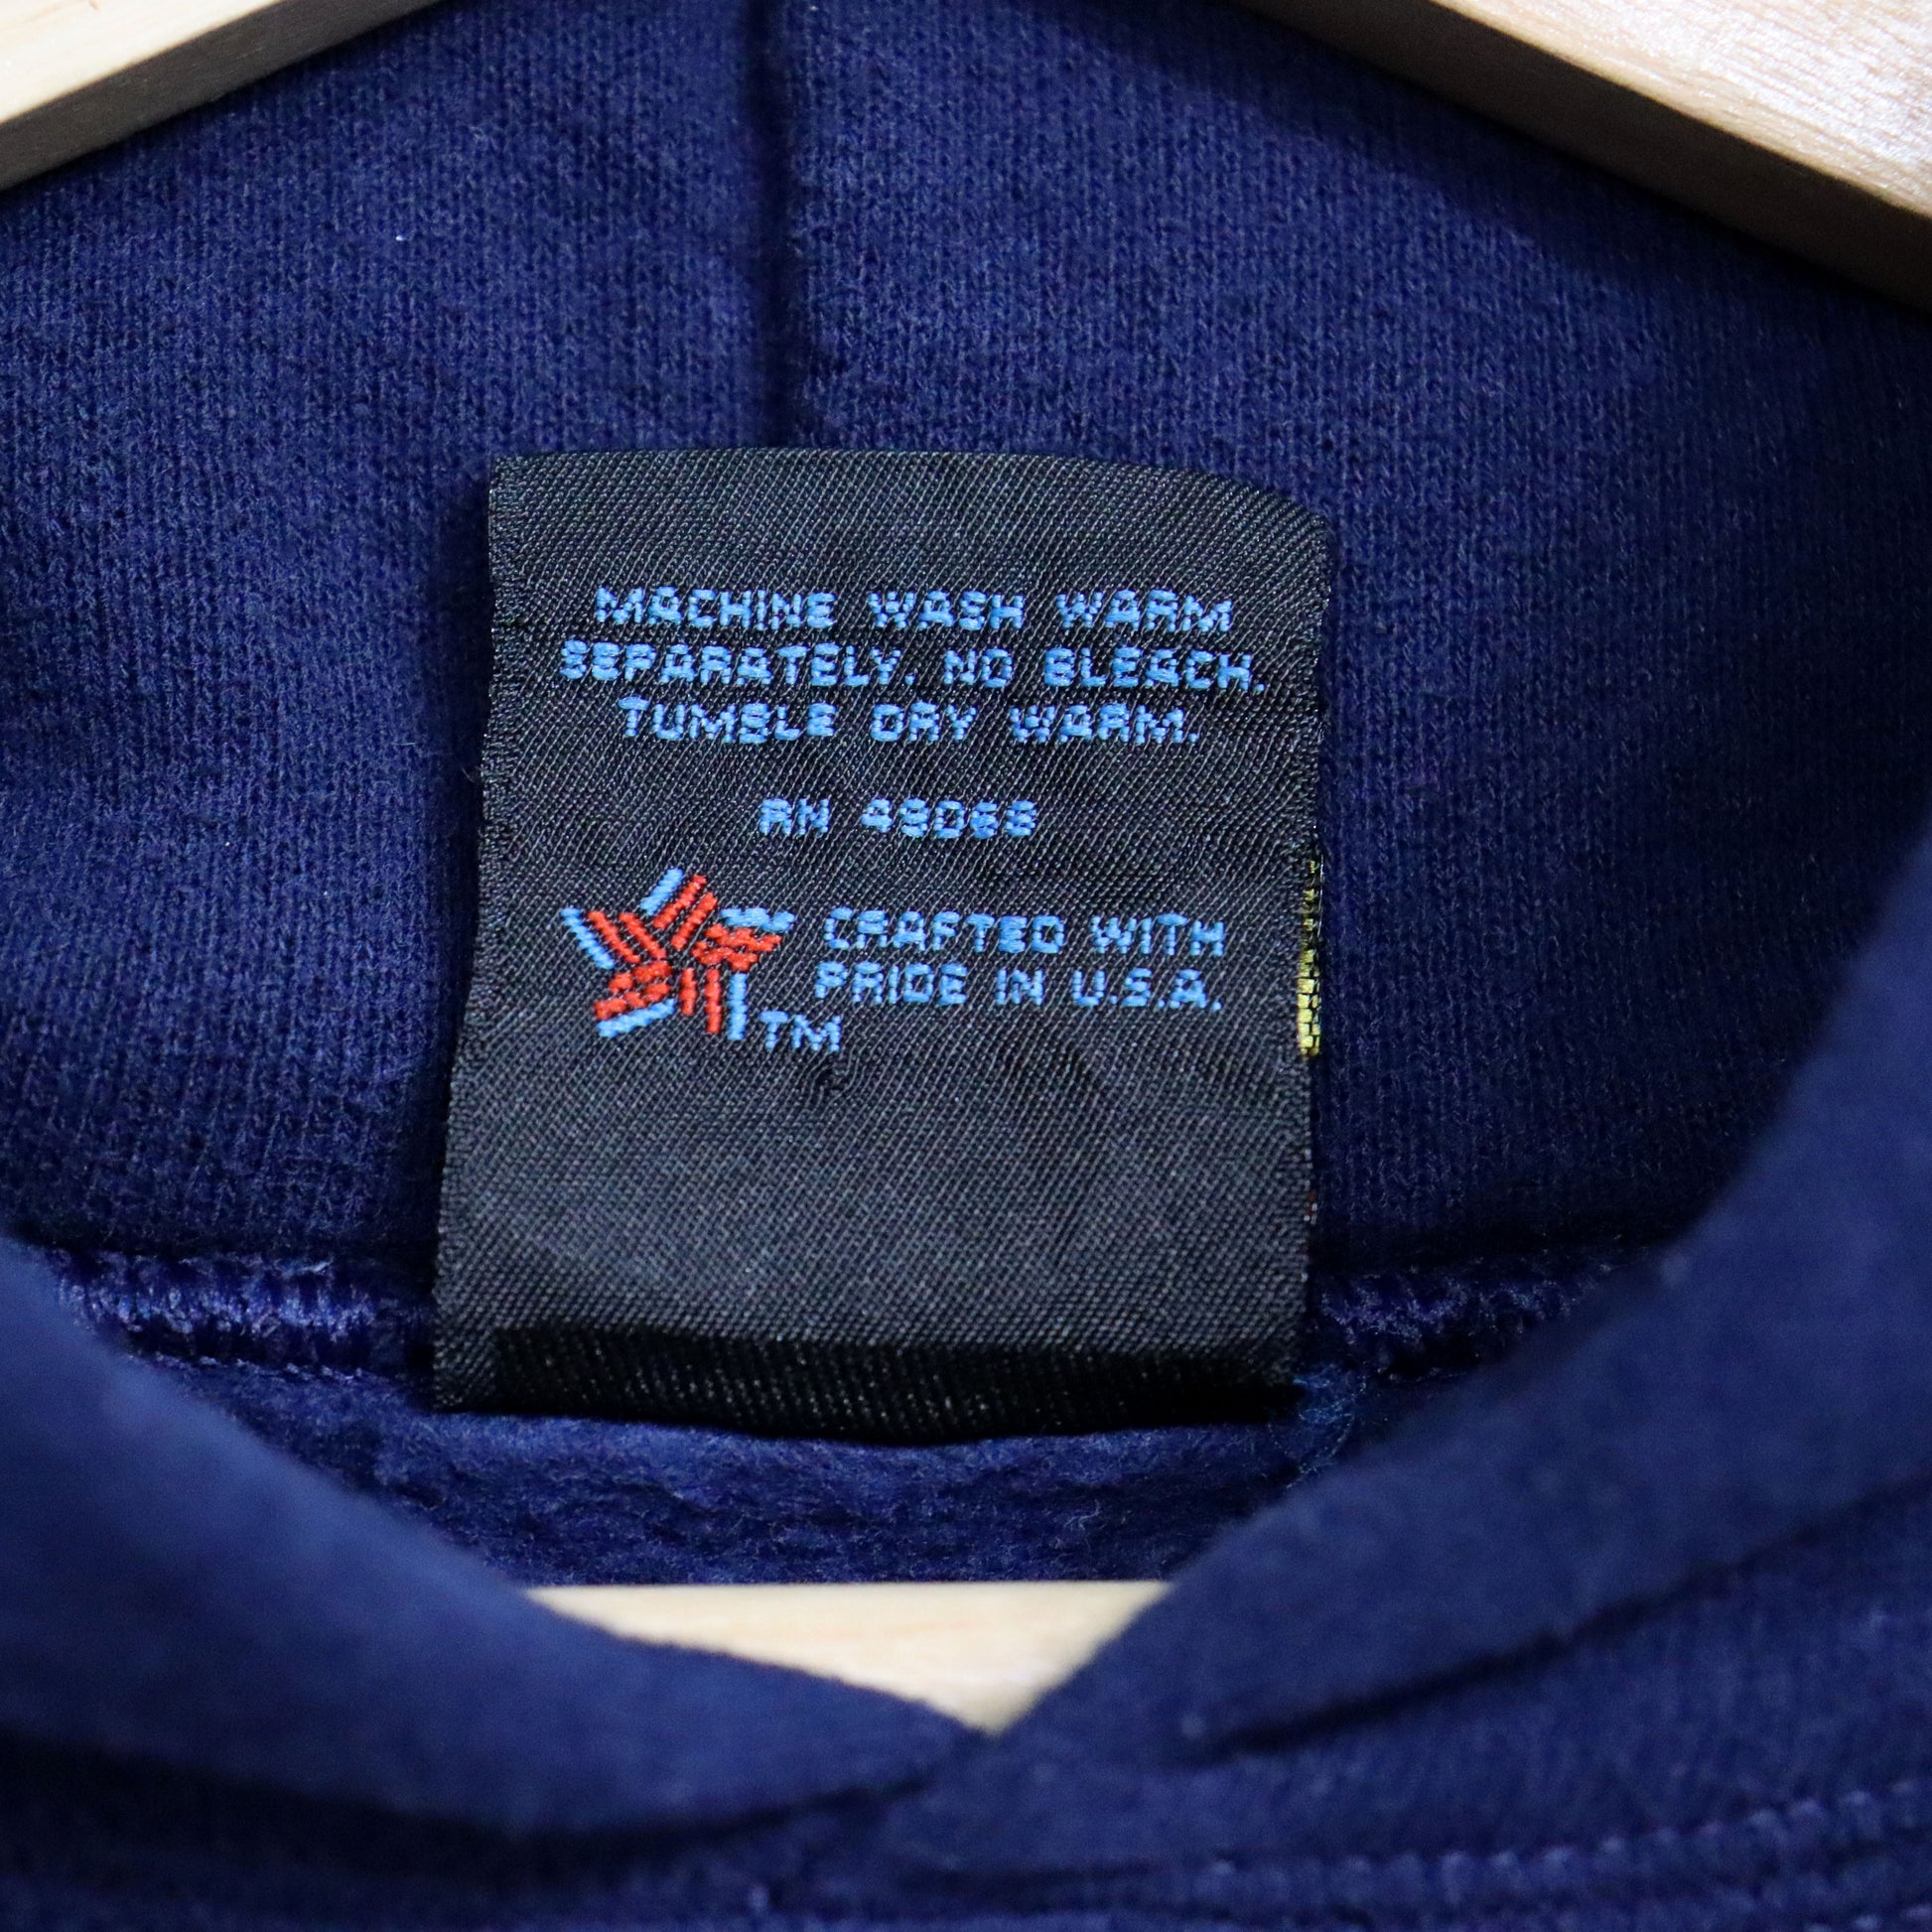 MACHINE WASH WARM
SEPARATELY. NO BLEACH.
TUMBLE DRY WARM.
RN 49068
CRAFTED WITH
PRIDE IN U.S.A.
TM